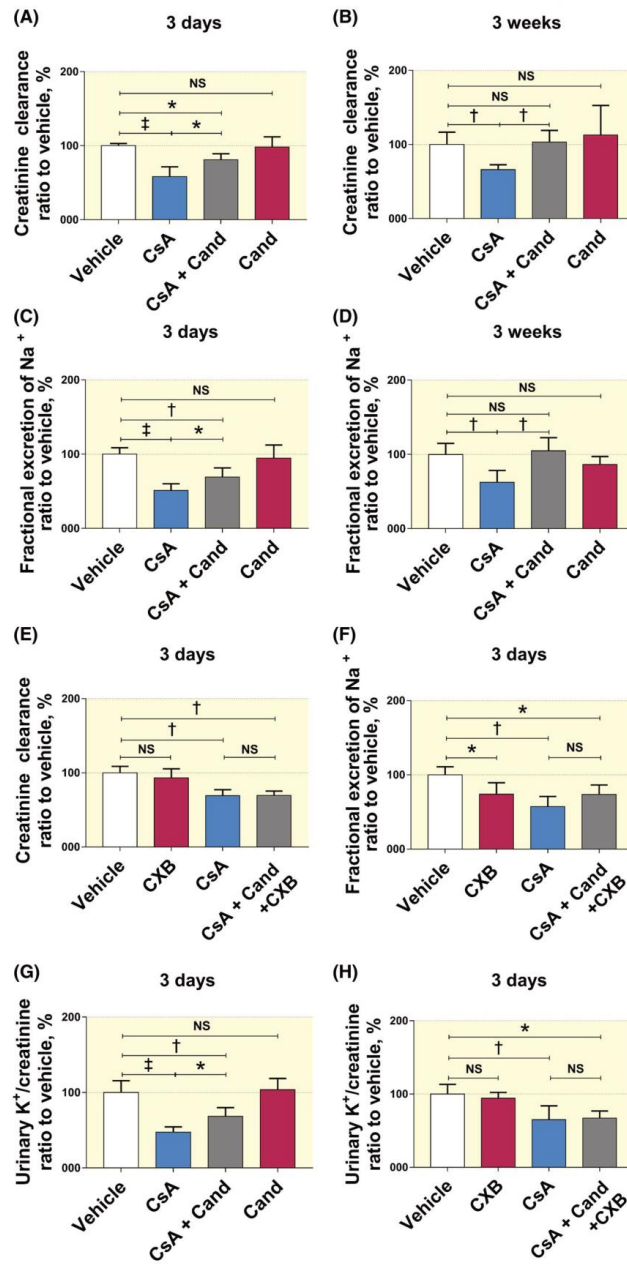 (A)
3 days
Creatinine clearance
ratio to vehicle, %
200
100
000
NS
*
‡
*
Vehicle
CsA
CsA + Cand
Cand
(B)
3 weeks
Creatinine clearance
ratio to vehicle, %
200
100
000
NS
NS
†
†
Vehicle
CsA
CsA + Cand
Cand
(C)
3 days
Fractional excretion of Na⁺
ratio to vehicle, %
200
100
000
NS
†
‡
*
Vehicle
CsA
CsA + Cand
Cand
(D)
3 weeks
Fractional excretion of Na⁺
ratio to vehicle, %
200
100
000
NS
NS
†
†
Vehicle
CsA
CsA + Cand
Cand
(E)
3 days
Creatinine clearance
ratio to vehicle, %
200
100
000
†
†
NS
NS
Vehicle
CXB
CsA
CsA + Cand
+CXB
(F)
3 days
Fractional excretion of Na⁺
ratio to vehicle, %
200
100
000
*
†
*
NS
Vehicle
CXB
CsA
CsA + Cand
+CXB
(G)
3 days
Urinary K⁺/creatinine
ratio to vehicle, %
200
100
000
NS
†
‡
*
Vehicle
CsA
CsA + Cand
Cand
(H)
3 days
Urinary K⁺/creatinine
ratio to vehicle, %
200
100
000
*
†
NS
NS
Vehicle
CXB
CsA
CsA + Cand
+CXB